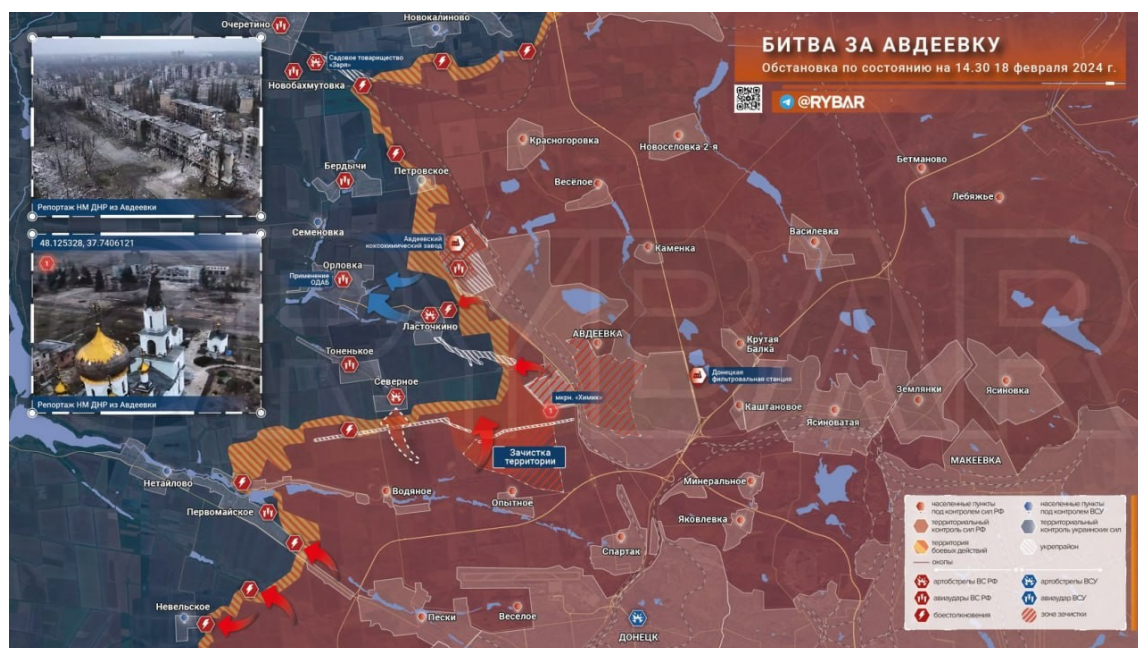 БИТВА ЗА АВДЕЕВКУ
Обстановка по состоянию на 14.30 18 февраля 2024 г.
@RYBAR
Очеретино
Новокалиново
Садовое товарищество
«Заря»
Новобахмутовка
Красногоровка
Новоселовка 2-я
Бетманово
Бердычи
Петровское
Весёлое
Лебяжье
Репортаж НМ ДНР из Авдеевки
48.125328, 37.7406121
1
Семеновка
Авдеевский
коксохимический завод
Каменка
Василевка
Применение
ОДАБ
Орловка
Ласточкино
АВДЕЕВКА
Крутая
Балка
Тоненькое
Донецкая
фильтровальная станция
Северное
мкрн. «Химик»
1
Каштановое
Землянки
Ясиновка
Репортаж НМ ДНР из Авдеевки
Ясиноватая
Зачистка
территории
МАКЕЕВКА
Нетайлово
Водяное
Опытное
Минеральное
Первомайское
Яковлевка
Спартак
Невельское
Пески
Веселое
ДОНЕЦК
населенные пункты
под контролем сил РФ
населенные пункты
под контролем ВСУ
территориальный
контроль сил РФ
территориальный
контроль украинских сил
территория
боевых действий
укрепрайон
окопы
артобстрелы ВС РФ
артобстрелы ВСУ
авиаудары ВС РФ
авиаудар ВСУ
боестолкновения
зона зачистки
RYBAR